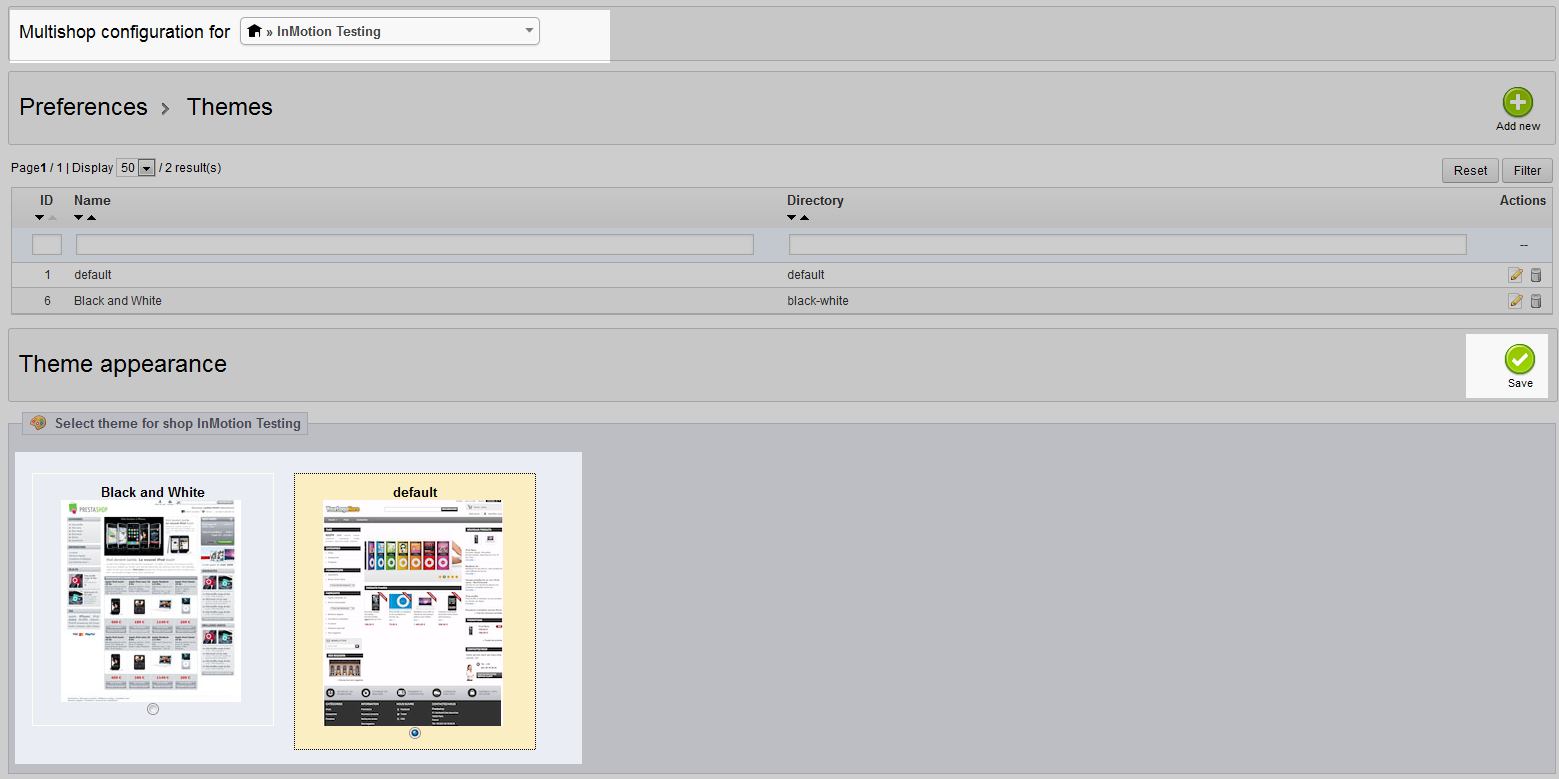 Multishop configuration for » InMotion Testing
Preferences > Themes
Add new
Page1 / 1 | Display 50 / 2 result(s)
Reset Filter
ID Name Directory Actions
--
1 default default
6 Black and White black-white
Theme appearance
Save
Select theme for shop InMotion Testing
Black and White
default
PRESTASHOP
YourLogoHere